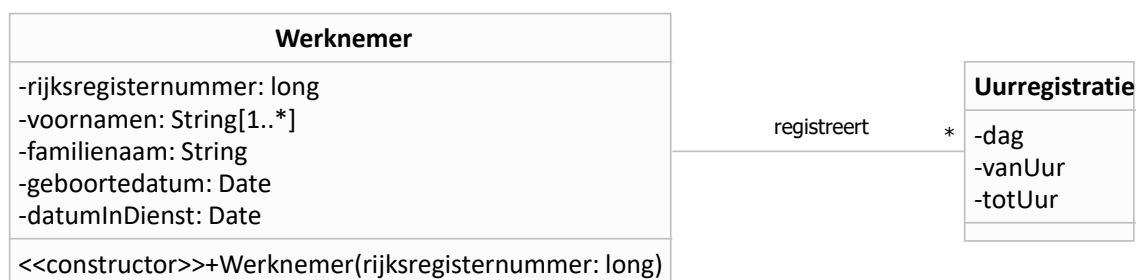 Werknemer
-rijksregisternummer: long
-voornamen: String[1..*]
-familienaam: String
-geboortedatum: Date
-datumInDienst: Date
<<constructor>>+Werknemer(rijksregisternummer: long)
registreert
*
Uurregistratie
-dag
-vanUur
-totUur